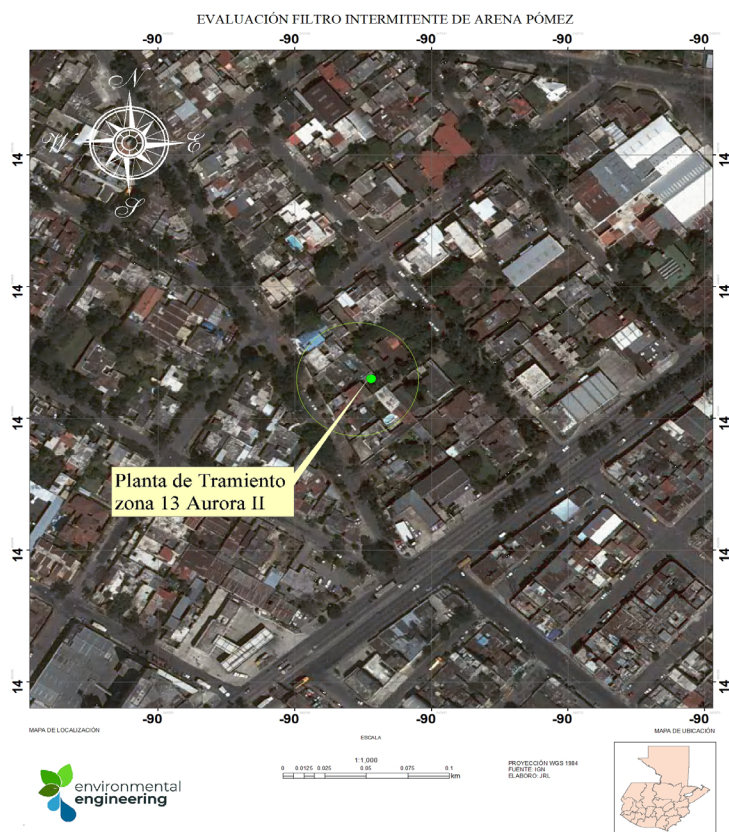 EVALUACIÓN FILTRO INTERMITENTE DE ARENA PÓMEZ
-90 -90 -90 -90 -90
N
W E
S
14 14
14 14
14 14
14 14
14 14
Planta de Tramiento
zona 13 Aurora II
-90 -90 -90 -90 -90
MAPA DE LOCALIZACIÓN
MAPA DE UBICACIÓN
ESCALA
1:1,000
0 0.0125 0.025 0.05 0.075 0.1
km
PROYECCIÓN WGS 1984
FUENTE: IGN
ELABORO: JRL
environmental
engineering